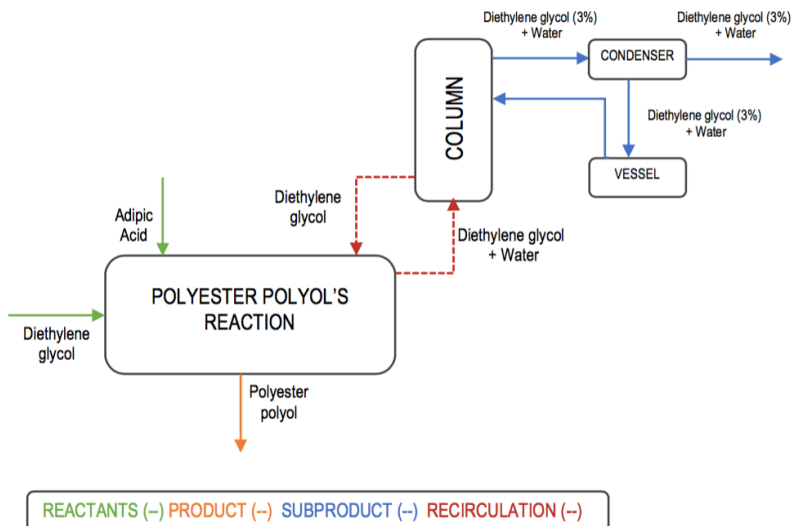 Diethylene glycol (3%)
+ Water
Diethylene glycol (3%)
+ Water
CONDENSER
COLUMN
Diethylene glycol (3%)
+ Water
VESSEL
Diethylene
glycol
Adipic
Acid
Diethylene glycol
+ Water
POLYESTER POLYOL'S
REACTION
Diethylene
glycol
Polyester
polyol
REACTANTS (--) PRODUCT (--) SUBPRODUCT (--) RECIRCULATION (--)